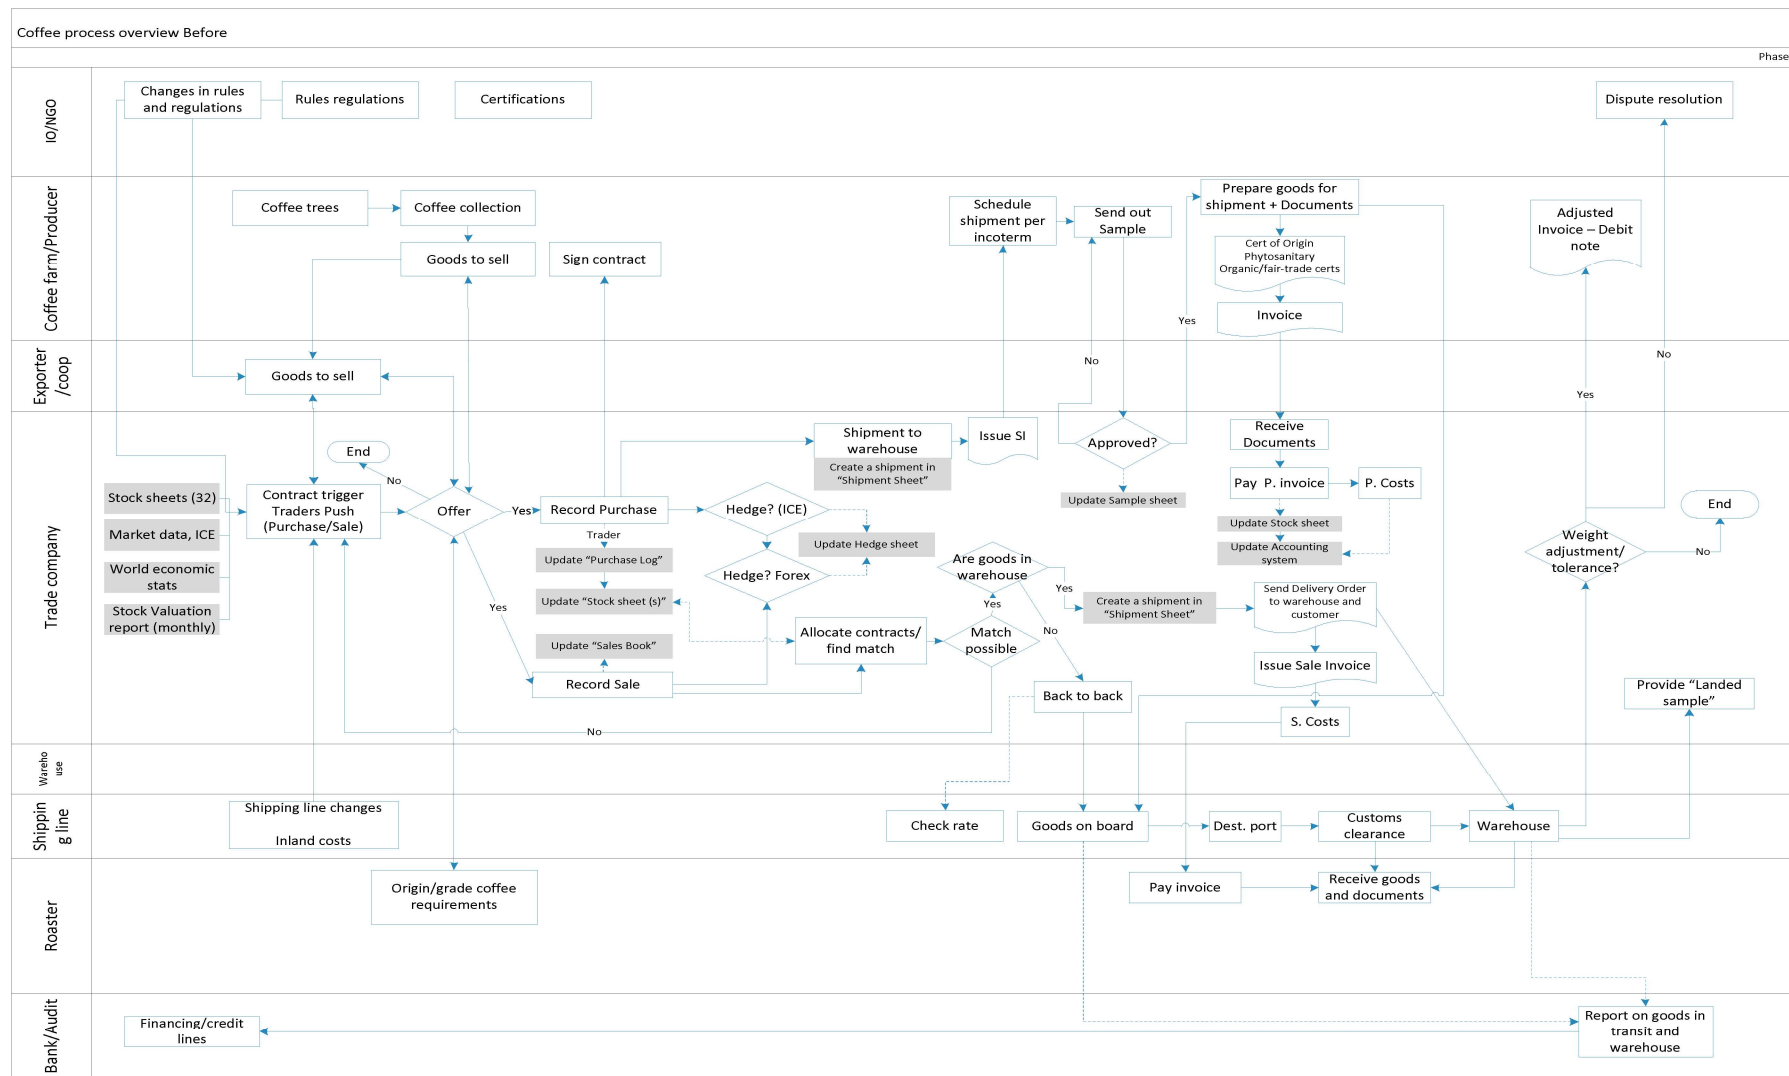 Coffee process overview Before
Phase
IO/NGO
Changes in rules
and regulations
Rules regulations
Certifications
Dispute resolution
Coffee farm/Producer
Coffee trees
Coffee collection
Goods to sell
Sign contract
Schedule
shipment per
incoterm
Send out
Sample
Prepare goods for
shipment + Documents
Cert of Origin
Phytosanitary
Organic/fair-trade certs
Invoice
Adjusted
Invoice – Debit
note
Yes
Exporter
/coop
Goods to sell
No
No
Yes
Trade company
End
No
Stock sheets (32)
Market data, ICE
World economic
stats
Stock Valuation
report (monthly)
Contract trigger
Traders Push
(Purchase/Sale)
Offer
Yes
Yes
Record Purchase
Trader
Update “Purchase Log”
Update “Stock sheet (s)”
Update “Sales Book”
Record Sale
Hedge? (ICE)
Hedge? Forex
Update Hedge sheet
Shipment to
warehouse
Create a shipment in
“Shipment Sheet”
Issue SI
Approved?
Update Sample sheet
Allocate contracts/
find match
Match
possible
Yes
Are goods in
warehouse
Yes
No
Create a shipment in
“Shipment Sheet”
Back to back
No
Receive
Documents
Pay P. invoice
P. Costs
Update Stock sheet
Update Accounting
system
Send Delivery Order
to warehouse and
customer
Issue Sale Invoice
S. Costs
Weight
adjustment/
tolerance?
No
End
Provide “Landed
sample”
Wareho
use
Shippin
g line
Shipping line changes
Inland costs
Check rate
Goods on board
Dest. port
Customs
clearance
Warehouse
Roaster
Origin/grade coffee
requirements
Pay invoice
Receive goods
and documents
Bank/Audit
Financing/credit
lines
Report on goods in
transit and
warehouse